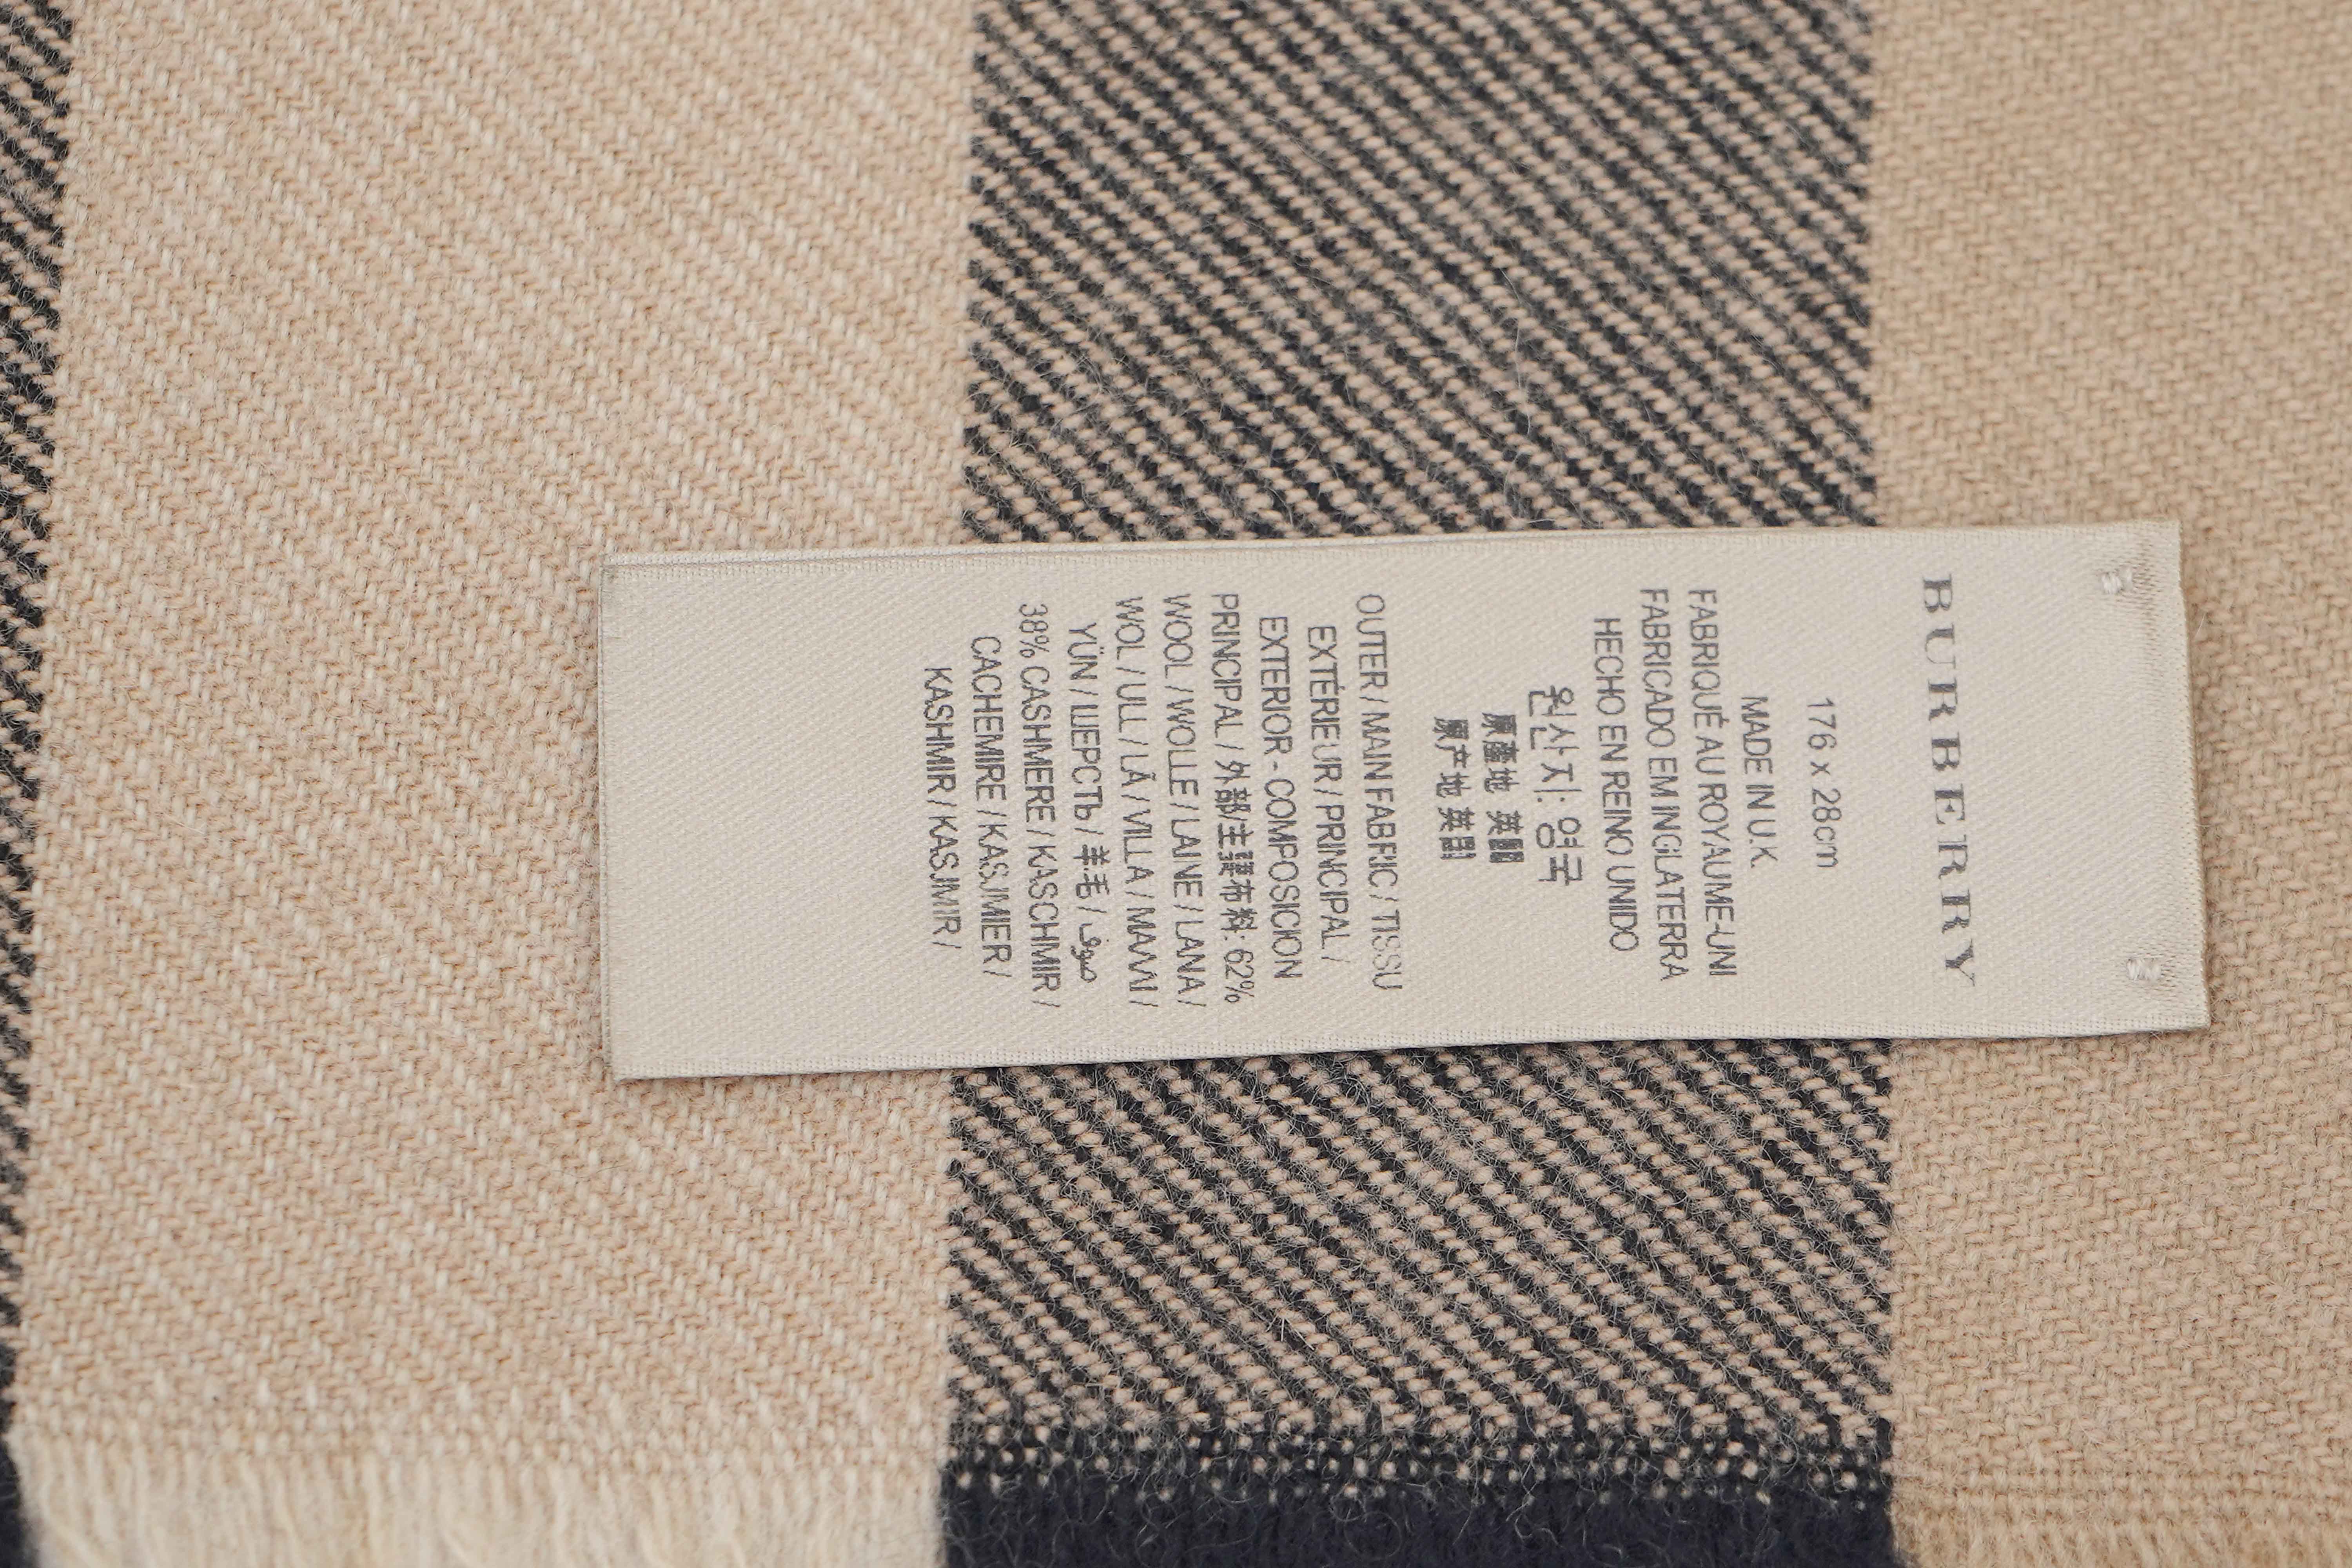 BURBERRY
176 x 28cm
MADE IN U.K.
FABRIQUÉ AU ROYAUME-UNI
FABRICADO EM INGLATERRA
HECHO EN REINO UNIDO
원산지: 영국
原產地 英國
原产地 英国
OUTER / MAIN FABRIC / TISSU
EXTÉRIEUR / PRINCIPAL /
EXTERIOR - COMPOSICION
PRINCIPAL / 外部/主要布料: 62%
WOOL / WOLLE / LAINE / LANA /
WOL / ULL / LÃ / VILLA / ΜΑΛΛΙ /
YÜN / ШЕРСТЬ / 羊毛 / صوف
38% CASHMERE / KASCHMIR /
CACHEMIRE / KASJMIER /
KASHMIR / KASJMIR /